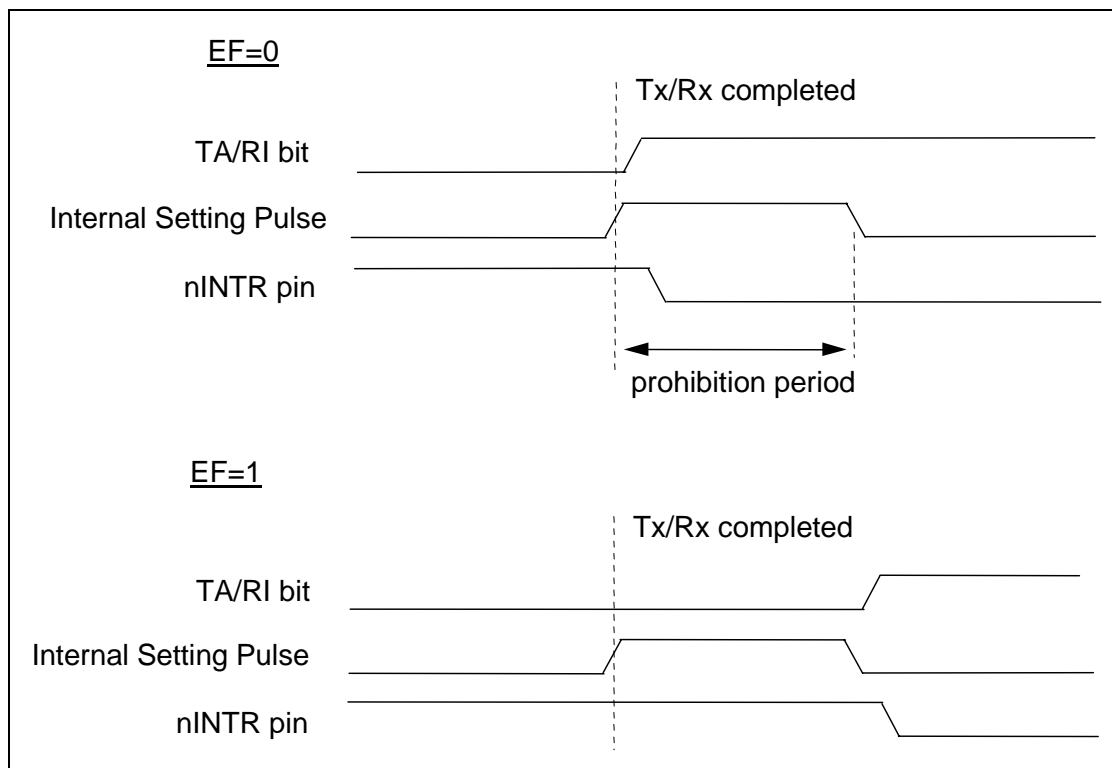 EF=0
Tx/Rx completed
TA/RI bit
Internal Setting Pulse
nINTR pin
prohibition period
EF=1
Tx/Rx completed
TA/RI bit
Internal Setting Pulse
nINTR pin